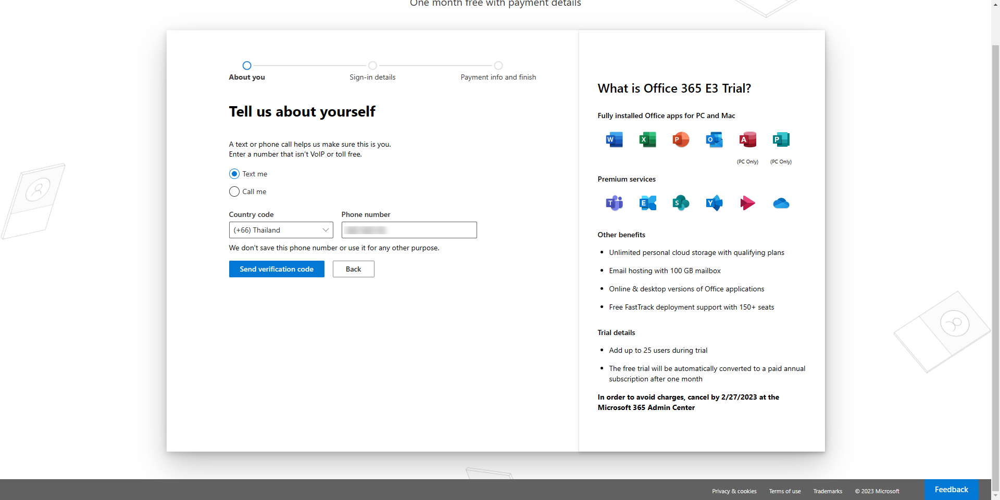 One month free with payment details
About you
Sign-in details
Payment info and finish
Tell us about yourself
A text or phone call helps us make sure this is you.
Enter a number that isn't VoIP or toll free.
Text me
Call me
Country code
Phone number
(+66) Thailand
We don't save this phone number or use it for any other purpose.
Send verification code
Back
What is Office 365 E3 Trial?
Fully installed Office apps for PC and Mac
W
X
P
O
A
P
(PC Only)
(PC Only)
Premium services
T
E
S
Y
Other benefits
Unlimited personal cloud storage with qualifying plans
Email hosting with 100 GB mailbox
Online & desktop versions of Office applications
Free FastTrack deployment support with 150+ seats
Trial details
Add up to 25 users during trial
The free trial will be automatically converted to a paid annual
subscription after one month
In order to avoid charges, cancel by 2/27/2023 at the
Microsoft 365 Admin Center
Privacy & cookies
Terms of use
Trademarks
© 2023 Microsoft
Feedback